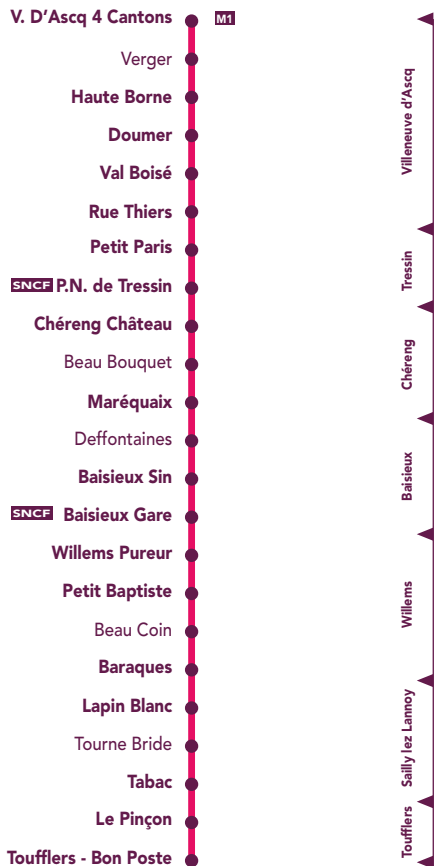 V. D'Ascq 4 Cantons M1
Verger
Haute Borne
Doumer
Val Boisé
Rue Thiers
Petit Paris
SNCF P.N. de Tressin
Chéreng Château
Beau Bouquet
Maréquaix
Deffontaines
Baisieux Sin
SNCF Baisieux Gare
Willems Pureur
Petit Baptiste
Beau Coin
Baraques
Lapin Blanc
Tourne Bride
Tabac
Le Pinçon
Toufflers - Bon Poste
Villeneuve d'Ascq
Tressin
Chéreng
Baisieux
Willems
Sailly lez Lannoy
Toufflers